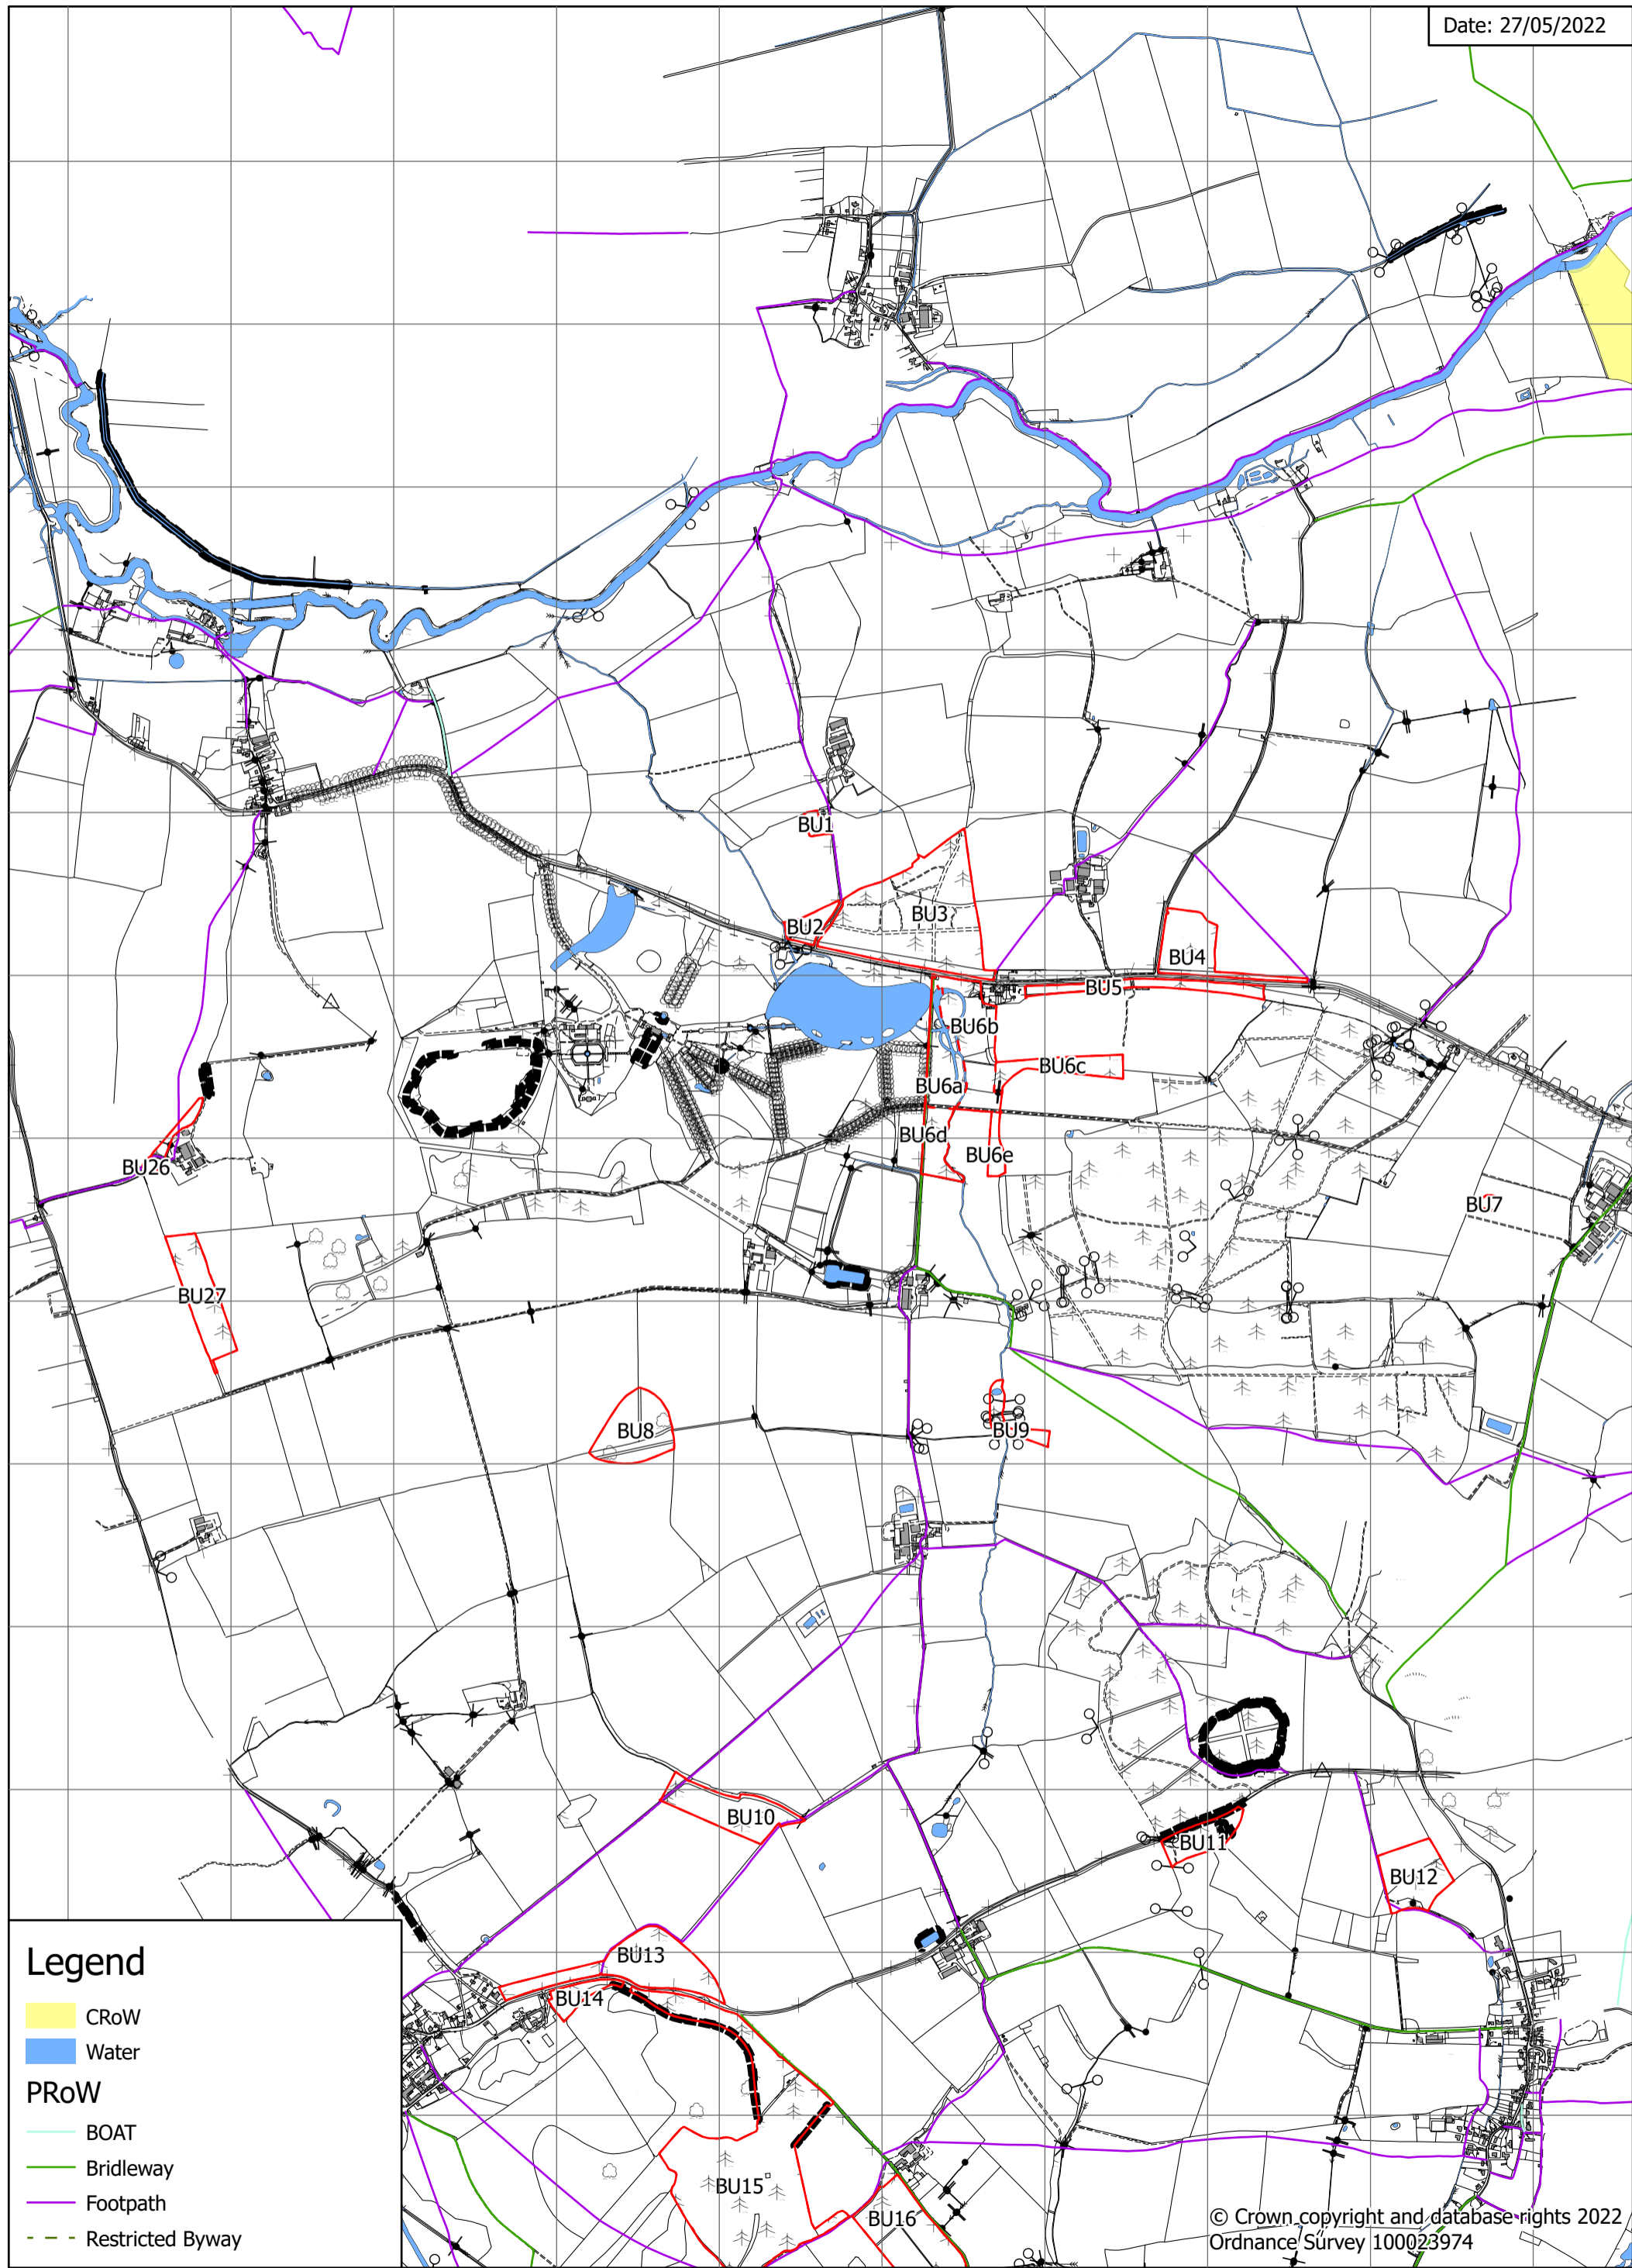 Date: 27/05/2022
BU1
BU2
BU3
BU4
BU5
BU6b
BU6c
BU6a
BU6d
BU6e
BU26
BU7
BU27
BU8
BU9
BU10
BU11
BU12
BU13
BU14
BU15
BU16
Legend
CRoW
Water
PRoW
BOAT
Bridleway
Footpath
Restricted Byway
© Crown copyright and database rights 2022
Ordnance Survey 100023974